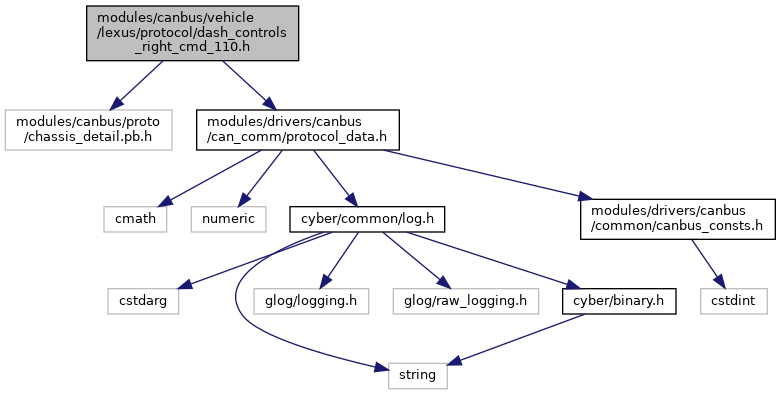 modules/canbus/vehicle
/lexus/protocol/dash_controls
_right_cmd_110.h
modules/canbus/proto
/chassis_detail.pb.h
modules/drivers/canbus
/can_comm/protocol_data.h
cmath
numeric
cyber/common/log.h
modules/drivers/canbus
/common/canbus_consts.h
cstdarg
glog/logging.h
glog/raw_logging.h
cyber/binary.h
cstdint
string